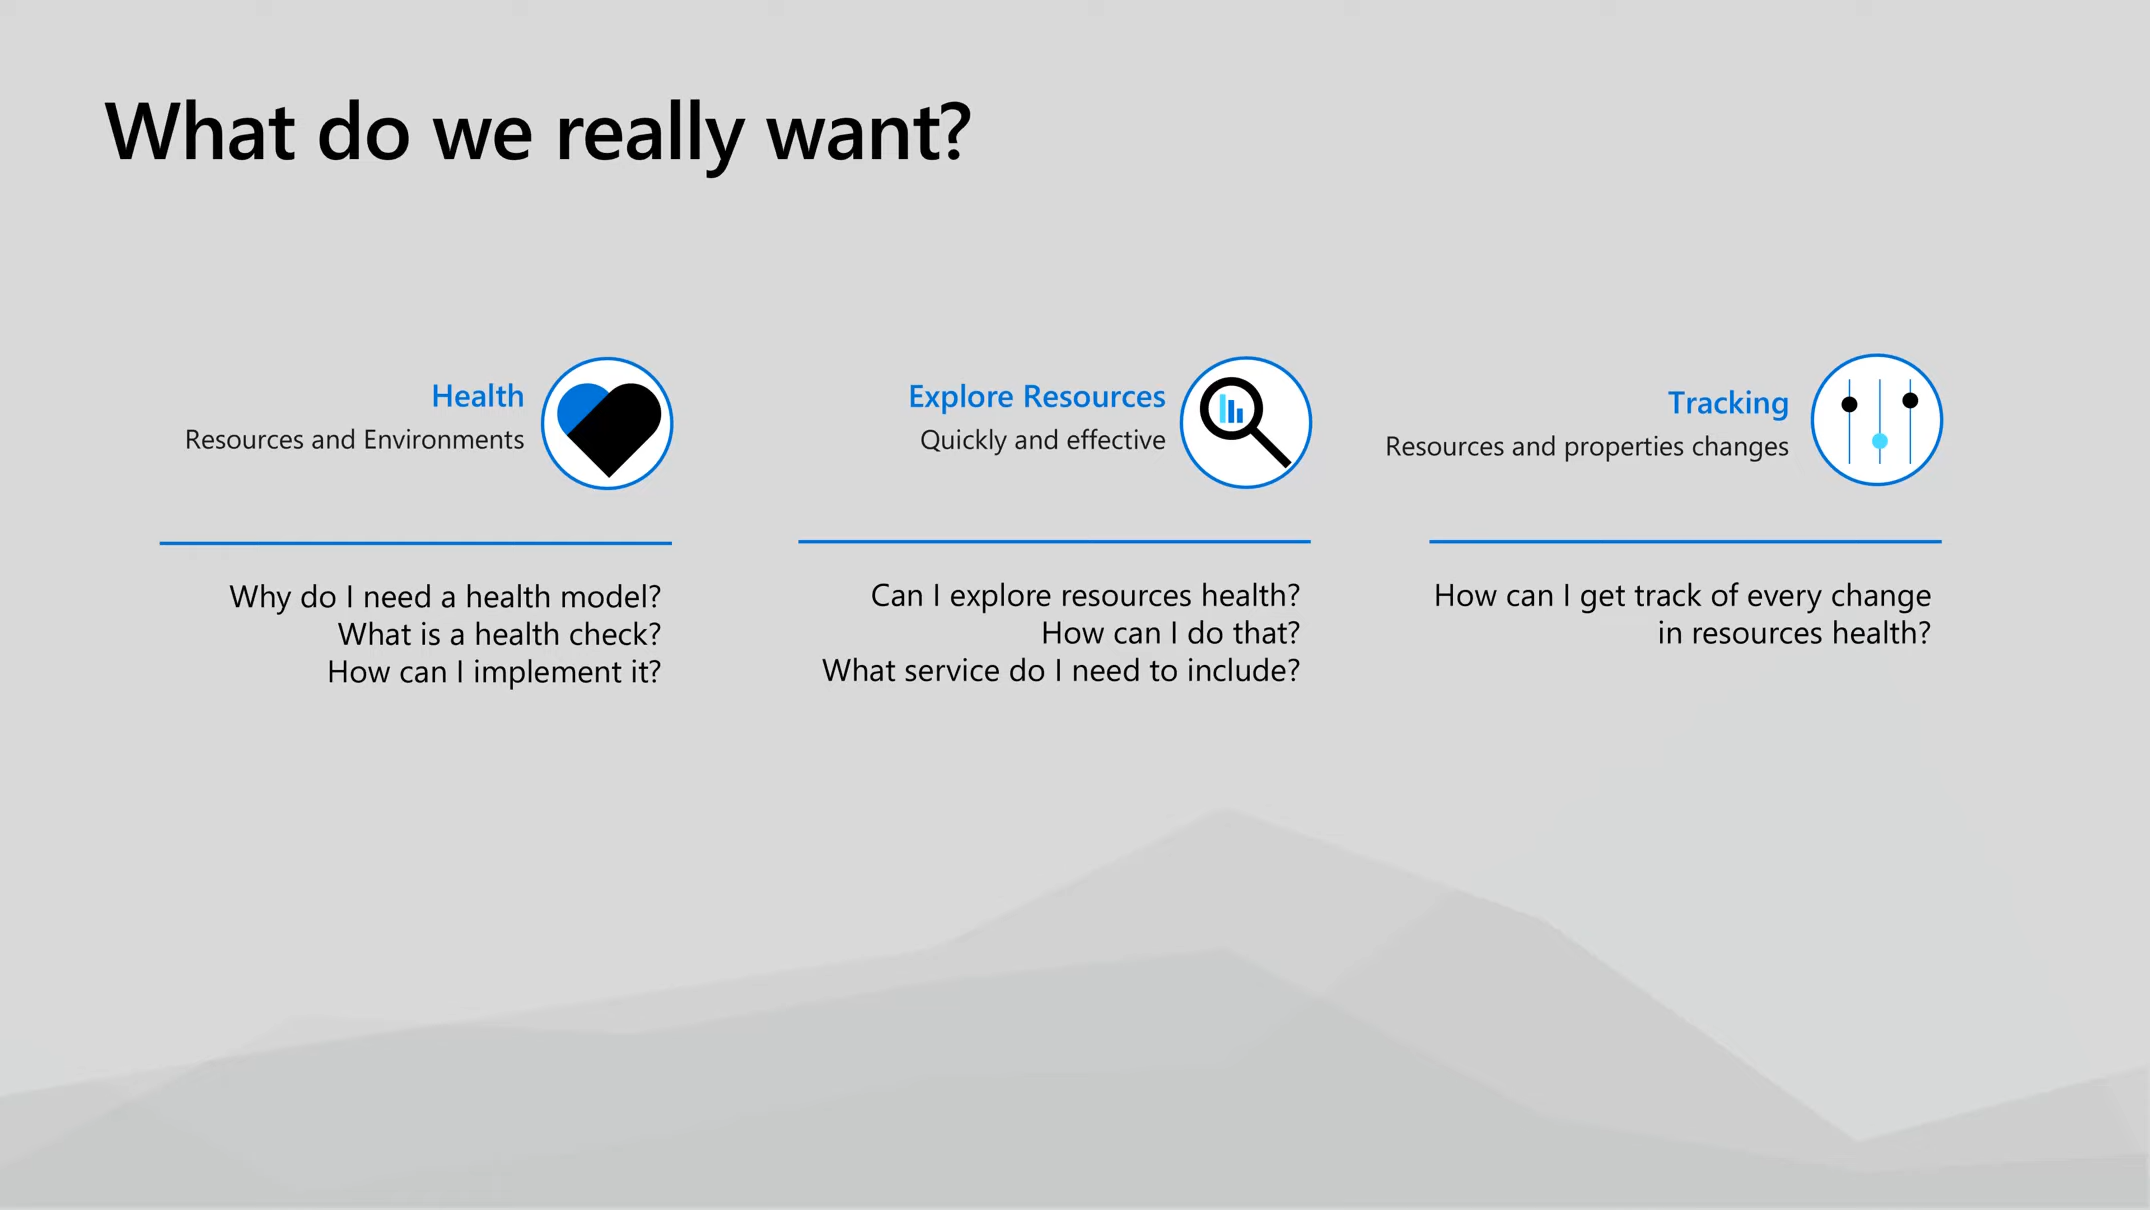 What do we really want?
Health
Resources and Environments
Why do I need a health model?
What is a health check?
How can I implement it?
Explore Resources
Quickly and effective
Can I explore resources health?
How can I do that?
What service do I need to include?
Tracking
Resources and properties changes
How can I get track of every change
in resources health?